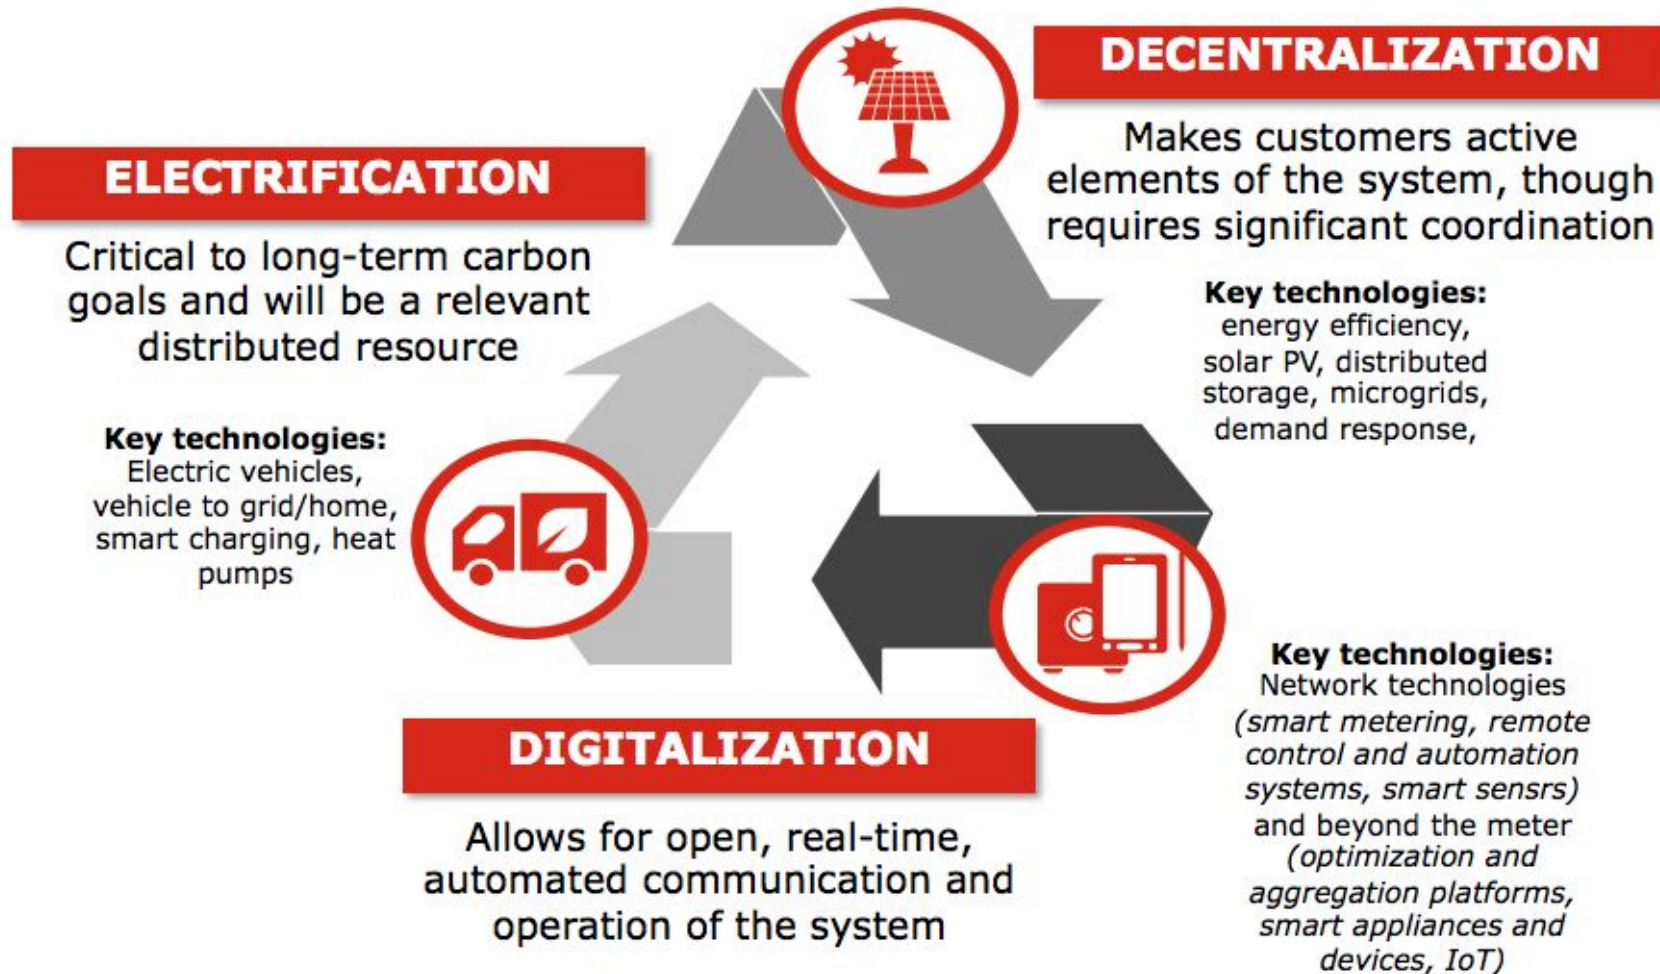 ELECTRIFICATION
Critical to long-term carbon
goals and will be a relevant
distributed resource
Key technologies:
Electric vehicles,
vehicle to grid/home,
smart charging, heat
pumps
DECENTRALIZATION
Makes customers active
elements of the system, though
requires significant coordination
Key technologies:
energy efficiency,
solar PV, distributed
storage, microgrids,
demand response,
DIGITALIZATION
Allows for open, real-time,
automated communication and
operation of the system
Key technologies:
Network technologies
(smart metering, remote
control and automation
systems, smart sensrs)
and beyond the meter
(optimization and
aggregation platforms,
smart appliances and
devices, IoT)